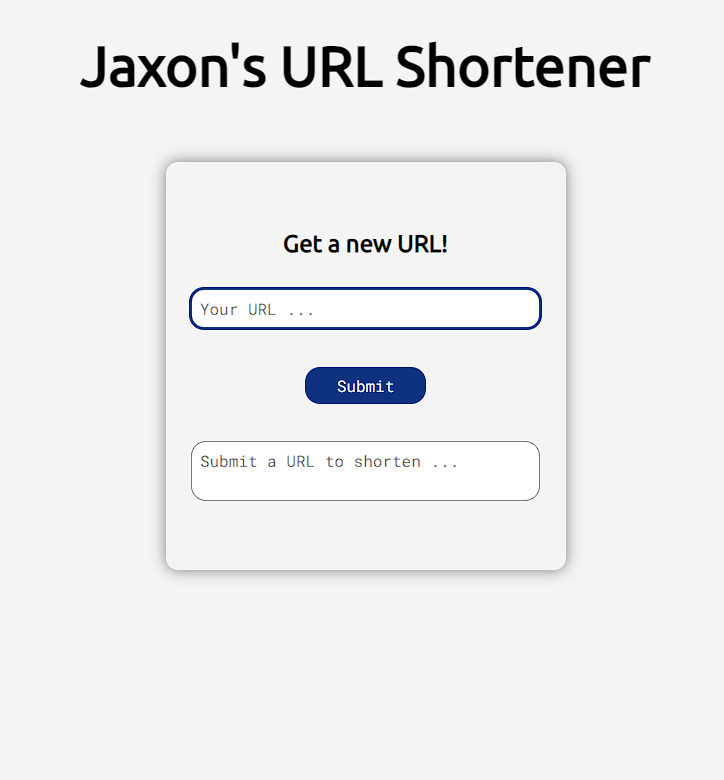 Jaxon's URL Shortener
Get a new URL!
Your URL ...
Submit
Submit a URL to shorten ...